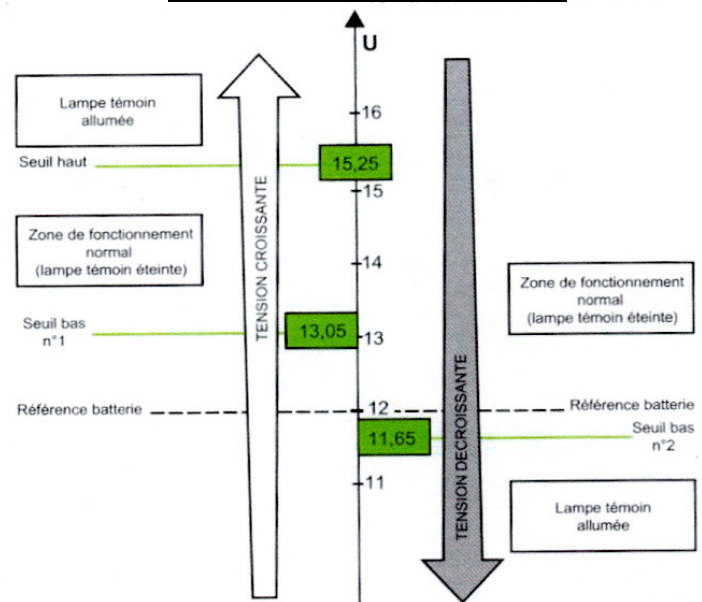 U
16
Lampe témoin
allumée
Seuil haut
15,25
15
TENSION CROISSANTE
Zone de fonctionnement
normal
(lampe témoin éteinte)
14
Zone de fonctionnement
normal
(lampe témoin éteinte)
Seuil bas
n°1
13,05
13
Référence batterie
12
Référence batterie
11,65
Seuil bas
n°2
11
TENSION DECROISSANTE
Lampe témoin
allumée